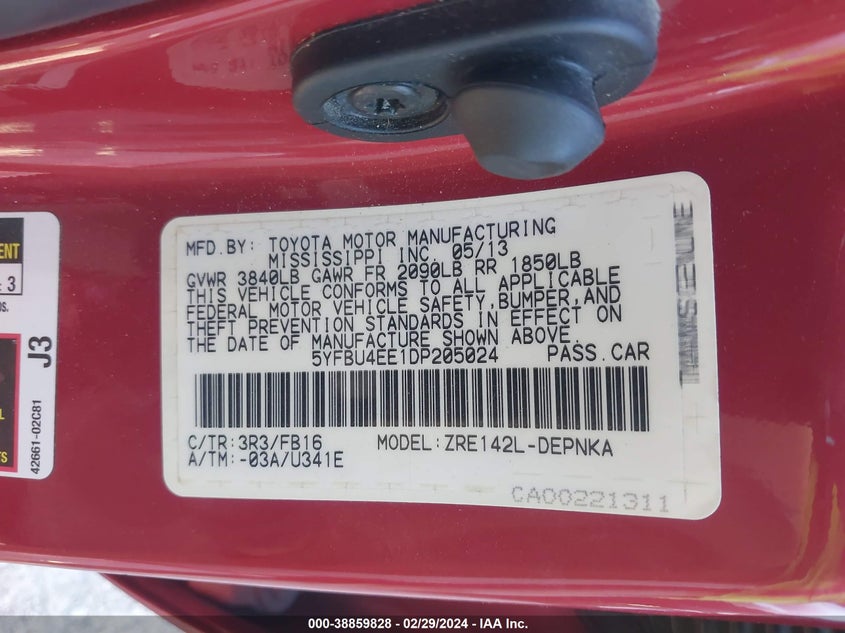 MFD.BY: TOYOTA MOTOR MANUFACTURING
MISSISSIPPI INC. 05/13
GVWR 3840LB GAWR FR 2090LB RR 1850LB
THIS VEHICLE CONFORMS TO ALL APPLICABLE
FEDERAL MOTOR VEHICLE SAFETY,BUMPER,AND
THEFT PREVENTION STANDARDS IN EFFECT ON
THE DATE OF MANUFACTURE SHOWN ABOVE.
5YFBU4EE1DP205024 PASS.CAR
C/TR:3R3/FB16 MODEL:ZRE142L-DEPNKA
A/TM:-03A/U341E
CA00221311
3
J3
42661-02C81
000-38859828 - 02/29/2024 - IAA Inc.